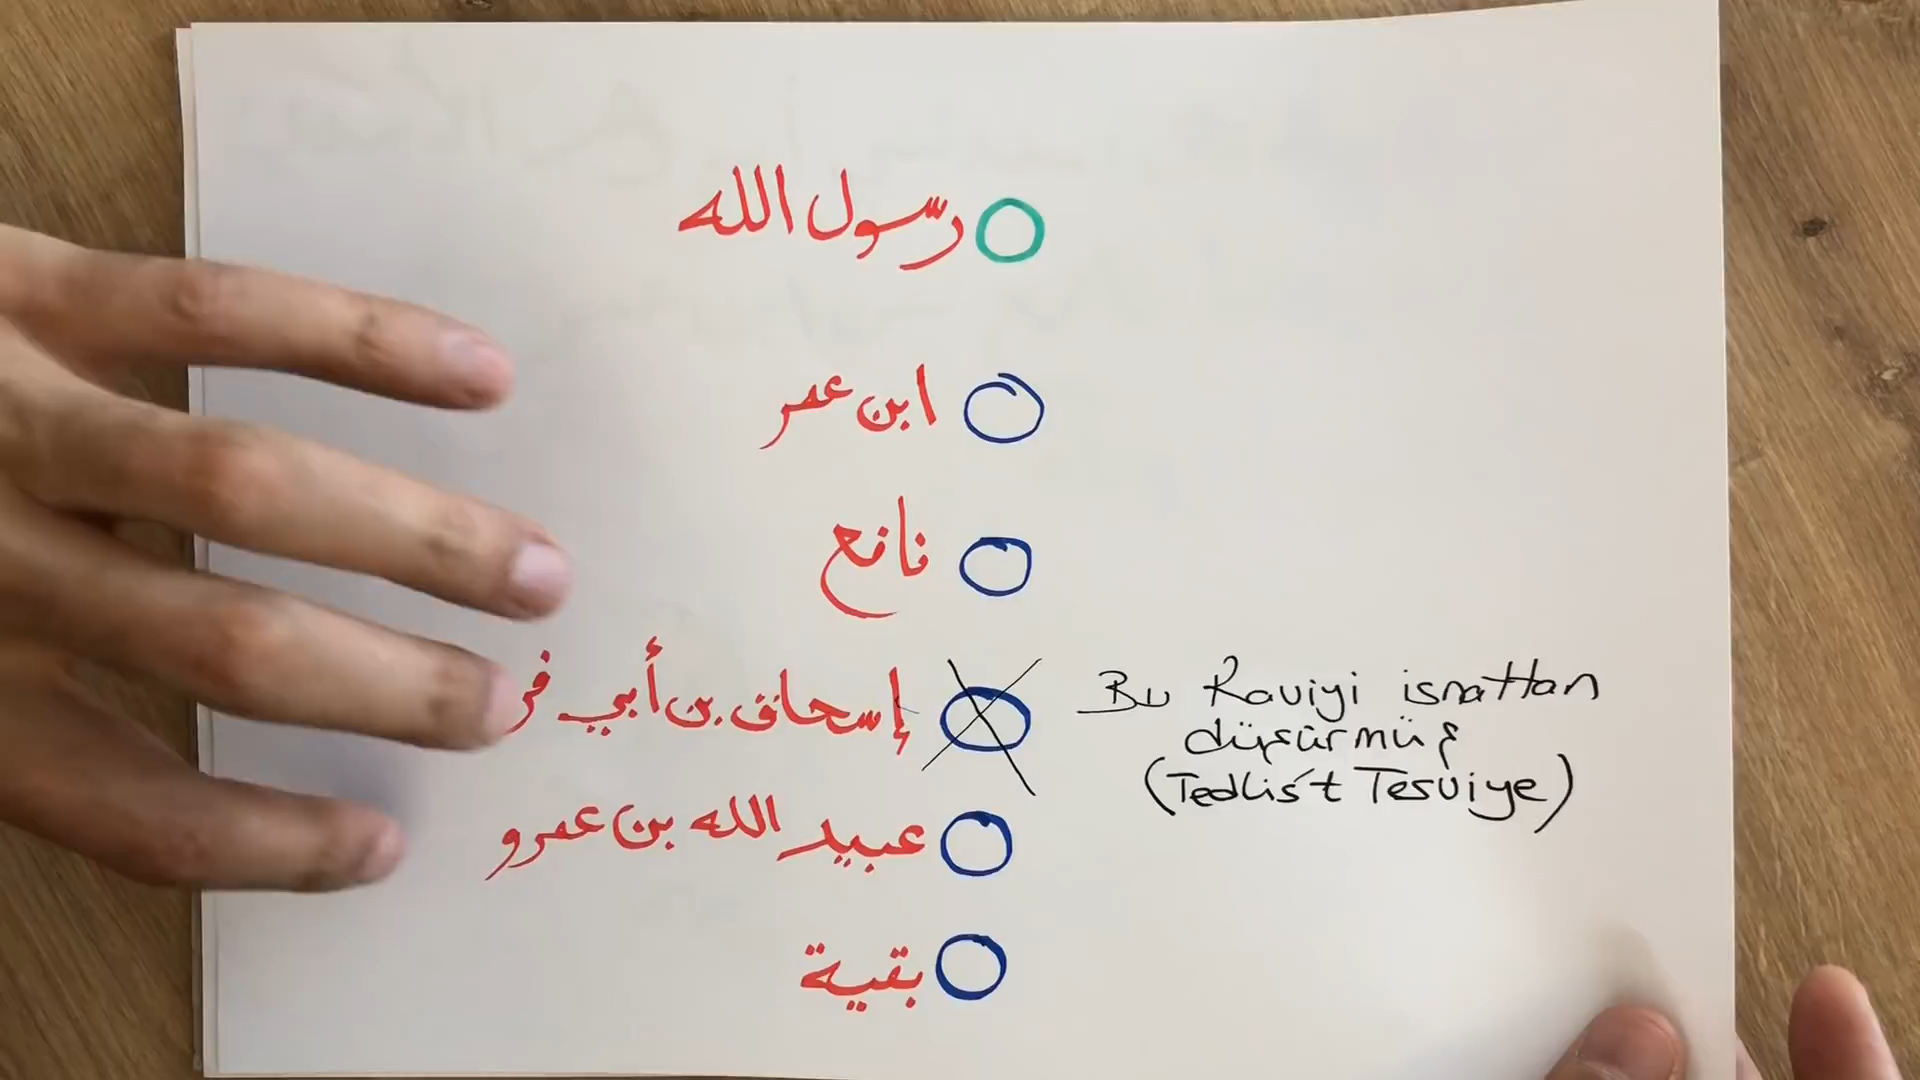 رسول الله
ابن عمر
نافع
إسحاق بن أبي فر
Bu Raviyi isnattan
düşürmüş
(Tedlis't Tesviye)
عبيد الله بن عمرو
بقية